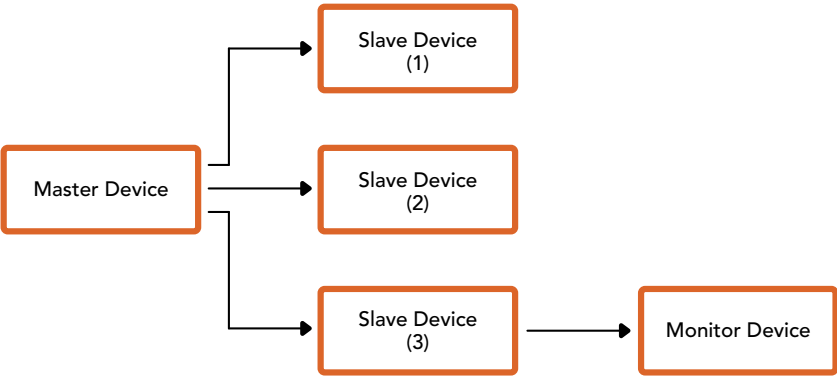 Slave Device
(1)
Master Device
Slave Device
(2)
Slave Device
(3)
Monitor Device